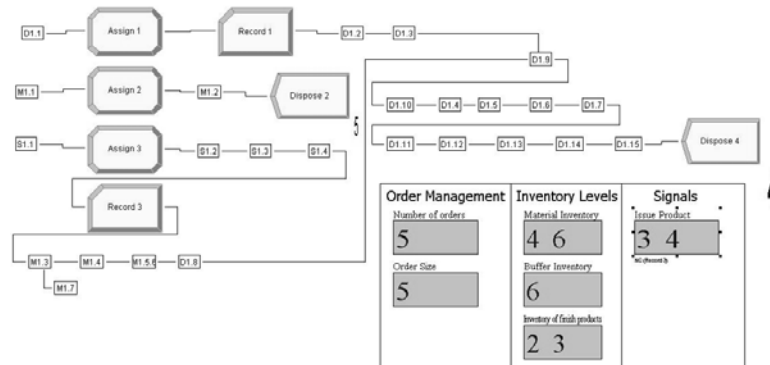 D1.1 Assign 1 Record 1 D1.2 D1.3
D1.9
M1.1 Assign 2 M1.2 Dispose 2
D1.10 D1.4 D1.5 D1.6 D1.7
5
S1.1 Assign 3 S1.2 S1.3 S1.4
D1.11 D1.12 D1.13 D1.14 D1.15 Dispose 4
Record 3
M1.3 M1.4 M1.5.6 D1.8
M1.7
Order Management Inventory Levels Signals
Number of orders Material Inventory Issue Product
5 4 6 3 4
Order Size Buffer Inventory
5 6
Inventory of finish products
2 3